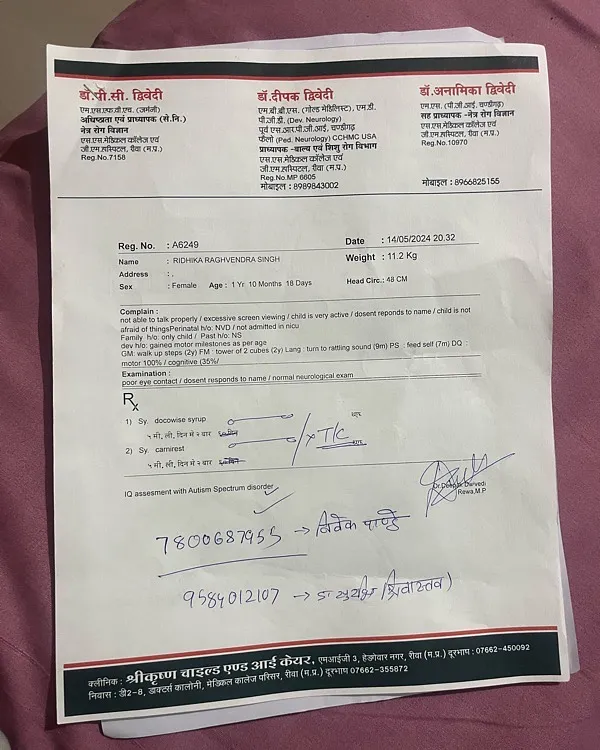 डॉ.पी.सी. द्विवेदी
एम.एस.एफ.वी.एच. (जर्मनी)
अधिष्ठाता एवं प्राध्यापक (से.नि.)
नेत्र रोग विज्ञान
एस.एस.मेडिकल कॉलेज एवं
जी.एम.हास्पिटल, रीवा (म.प्र.)
Reg.No.7158
डॉ.दीपक द्विवेदी
एम.बी.बी.एस. (गोल्ड मेडिलिस्ट), एम.डी.
पी.जी.डी. (Dev. Neurology)
पूर्व एस.आर.पी.जी.आई, चण्डीगढ़
फेलो (Ped. Neurology) CCHMC USA
प्राध्यापक -बाल्य एवं शिशु रोग विभाग
एस.एस.मेडिकल कॉलेज एवं
जी.एम.हास्पिटल, रीवा (म.प्र.)
Reg.No.MP 6605
मोबाइल : 8989843002
डॉ.अनामिका द्विवेदी
एम.एस. (पी.जी.आई, चण्डीगढ़)
सह प्राध्यापक -नेत्र रोग विज्ञान
एस.एस.मेडिकल कॉलेज एवं
जी.एम.हास्पिटल, रीवा (म.प्र.)
Reg.No.10970
मोबाइल : 8966825155
Reg. No. : A6249 Date : 14/05/2024 20.32
Name : RIDHIKA RAGHVENDRA SINGH Weight : 11.2 Kg
Address : .
Sex : Female Age : 1 Yr 10 Months 18 Days Head Circ.: 48 CM
Complain :
not able to talk properly / excessive screen viewing / child is very active / dosent reponds to name / child is not
afraid of thingsPerinatal h/o: NVD / not admitted in nicu
Family h/o: only child / Past h/o: NS
dev h/o: gained motor milestones as per age
GM: walk up steps (2y) FM : tower of 2 cubes (2y) Lang : turn to rattling sound (9m) PS : feed self (7m) DQ :
motor 100% / cognitive (35%/
Examination :
poor eye contact / dosent responds to name / normal neurological exam
Rx
1) Sy. docowise syrup
५ मी. ली. दिन में २ बार
2) Sy. carnirest
५ मी. ली. दिन में २ बार
T/C
IQ assesment with Autism Spectrum disorder
Dr.Deepak Dwivedi
Rewa,M.P
7800687955 → विवेक पाण्डे
9584012107 → डा श्रिवास्तव)
क्लीनिक : श्रीकृष्ण चाइल्ड एण्ड आई केयर, एमआईजी 3, हेडगेवार नगर, रीवा (म.प्र.) दूरभाष : 07662-450092
निवास : डी2-8, डाक्टर्स कालोनी, मेडिकल कालेज परिसर, रीवा (म.प्र.) दूरभाष : 07662-355872